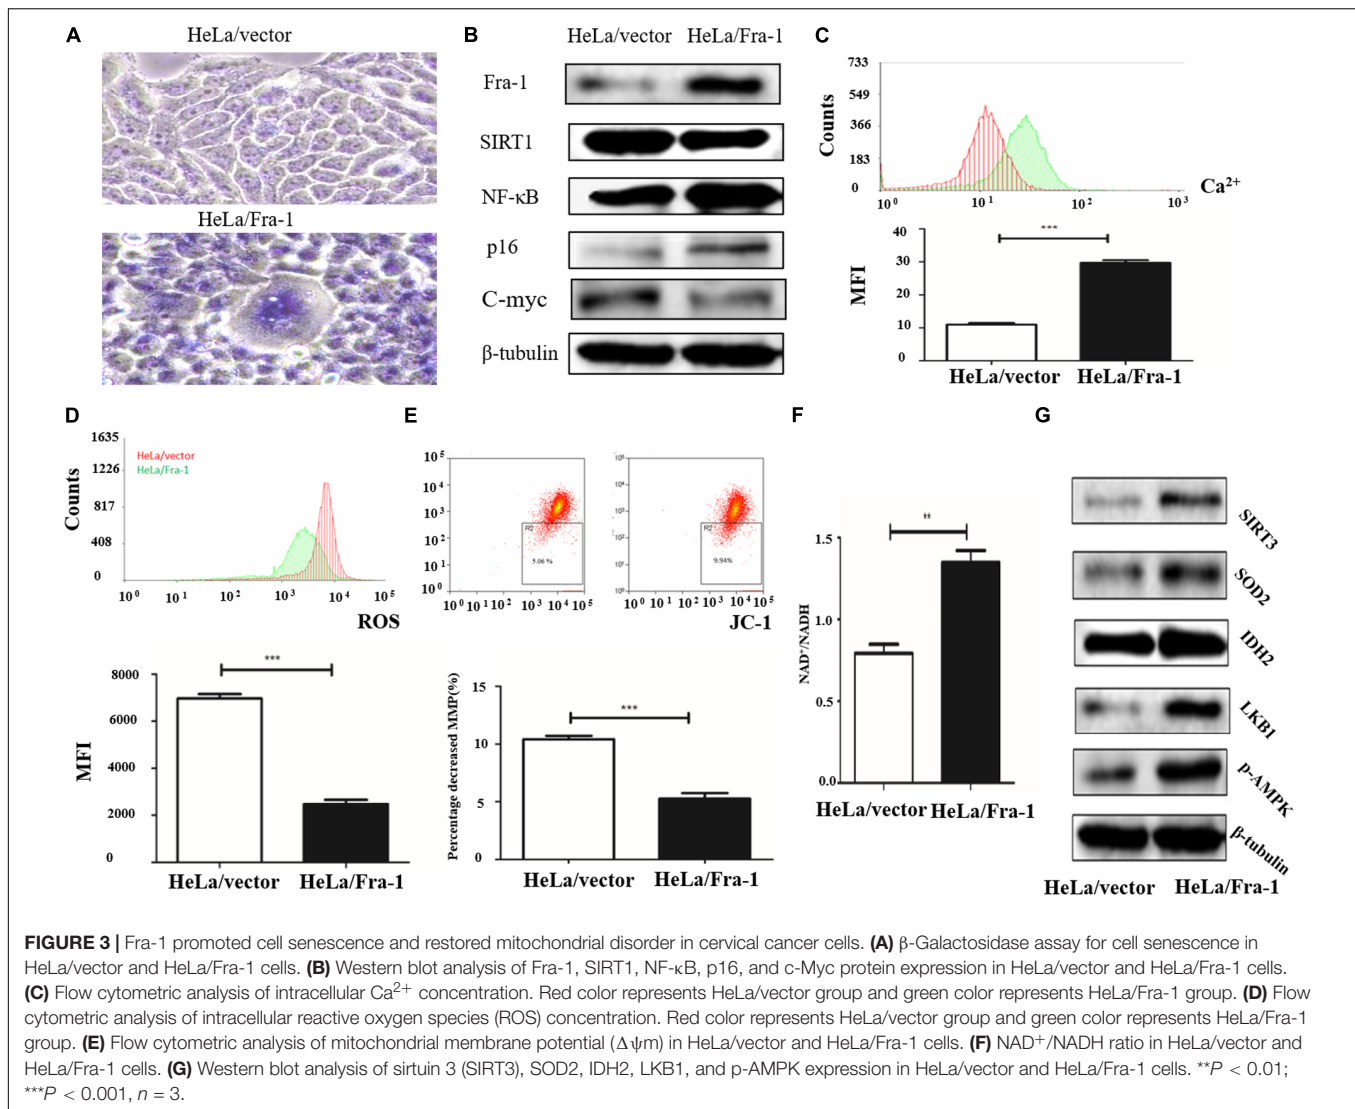 A
HeLa/vector
HeLa/Fra-1
B
HeLa/vector HeLa/Fra-1
Fra-1
SIRT1
NF-κB
p16
C-myc
β-tubulin
C
Counts
733
549
366
183
0
10⁰ 10¹ 10² 10³
Ca²⁺
MFI
40
30
20
10
0
***
HeLa/vector HeLa/Fra-1
D
Counts
1635
1226
817
408
0
HeLa/vector
HeLa/Fra-1
10⁰ 10¹ 10² 10³ 10⁴ 10⁵
ROS
MFI
8000
6000
4000
2000
0
***
HeLa/vector HeLa/Fra-1
E
10⁵
10⁴
10³
10²
10¹
10⁰
R2
5.06 %
10⁰ 10¹ 10² 10³ 10⁴ 10⁵
10⁵
10⁴
10³
10²
10¹
10⁰
R2
9.94%
10⁰ 10¹ 10² 10³ 10⁴ 10⁵
JC-1
Percentage decreased MMP(%)
15
10
5
0
***
HeLa/vector HeLa/Fra-1
F
NAD⁺/NADH
1.5
1.0
0.5
0.0
**
HeLa/vector HeLa/Fra-1
G
SIRT3
SOD2
IDH2
LKB1
p-AMPK
β-tubulin
HeLa/vector HeLa/Fra-1
FIGURE 3 | Fra-1 promoted cell senescence and restored mitochondrial disorder in cervical cancer cells. (A) β-Galactosidase assay for cell senescence in
HeLa/vector and HeLa/Fra-1 cells. (B) Western blot analysis of Fra-1, SIRT1, NF-κB, p16, and c-Myc protein expression in HeLa/vector and HeLa/Fra-1 cells.
(C) Flow cytometric analysis of intracellular Ca²⁺ concentration. Red color represents HeLa/vector group and green color represents HeLa/Fra-1 group. (D) Flow
cytometric analysis of intracellular reactive oxygen species (ROS) concentration. Red color represents HeLa/vector group and green color represents HeLa/Fra-1
group. (E) Flow cytometric analysis of mitochondrial membrane potential (Δψm) in HeLa/vector and HeLa/Fra-1 cells. (F) NAD⁺/NADH ratio in HeLa/vector and
HeLa/Fra-1 cells. (G) Western blot analysis of sirtuin 3 (SIRT3), SOD2, IDH2, LKB1, and p-AMPK expression in HeLa/vector and HeLa/Fra-1 cells. **P < 0.01;
***P < 0.001, n = 3.